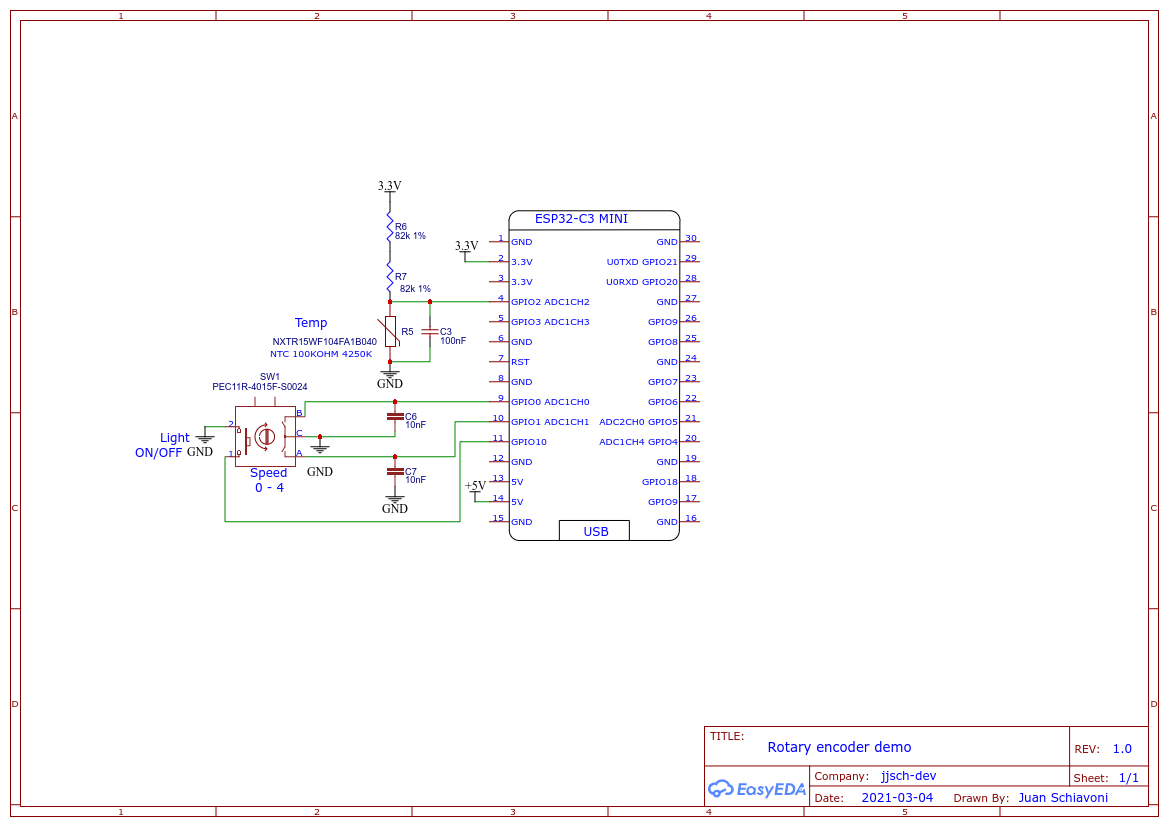 1 2 3 4 5
A A
B B
C C
D D
3.3V
R6
82k 1%
R7
82k 1%
3.3V
ESP32-C3 MINI
1 GND GND 30
2 3.3V U0TXD GPIO21 29
3 3.3V U0RXD GPIO20 28
4 GPIO2 ADC1CH2 GND 27
5 GPIO3 ADC1CH3 GPIO9 26
6 GND GPIO8 25
7 RST GND 24
8 GND GPIO7 23
9 GPIO0 ADC1CH0 GPIO6 22
10 GPIO1 ADC1CH1 ADC2CH0 GPIO5 21
11 GPIO10 ADC1CH4 GPIO4 20
12 GND GND 19
13 5V GPIO18 18
14 5V GPIO9 17
15 GND GND 16
USB
+5V
Temp
R5
NXTR15WF104FA1B040
NTC 100KOHM 4250K
C3
100nF
GND
SW1
PEC11R-4015F-S0024
B
C
A
2
1
Light
ON/OFF
GND
Speed
0 - 4
GND
C6
10nF
C7
10nF
GND
TITLE:
Rotary encoder demo
REV: 1.0
EasyEDA
Company: jjsch-dev
Sheet: 1/1
Date: 2021-03-04 Drawn By: Juan Schiavoni
1 2 3 4 5